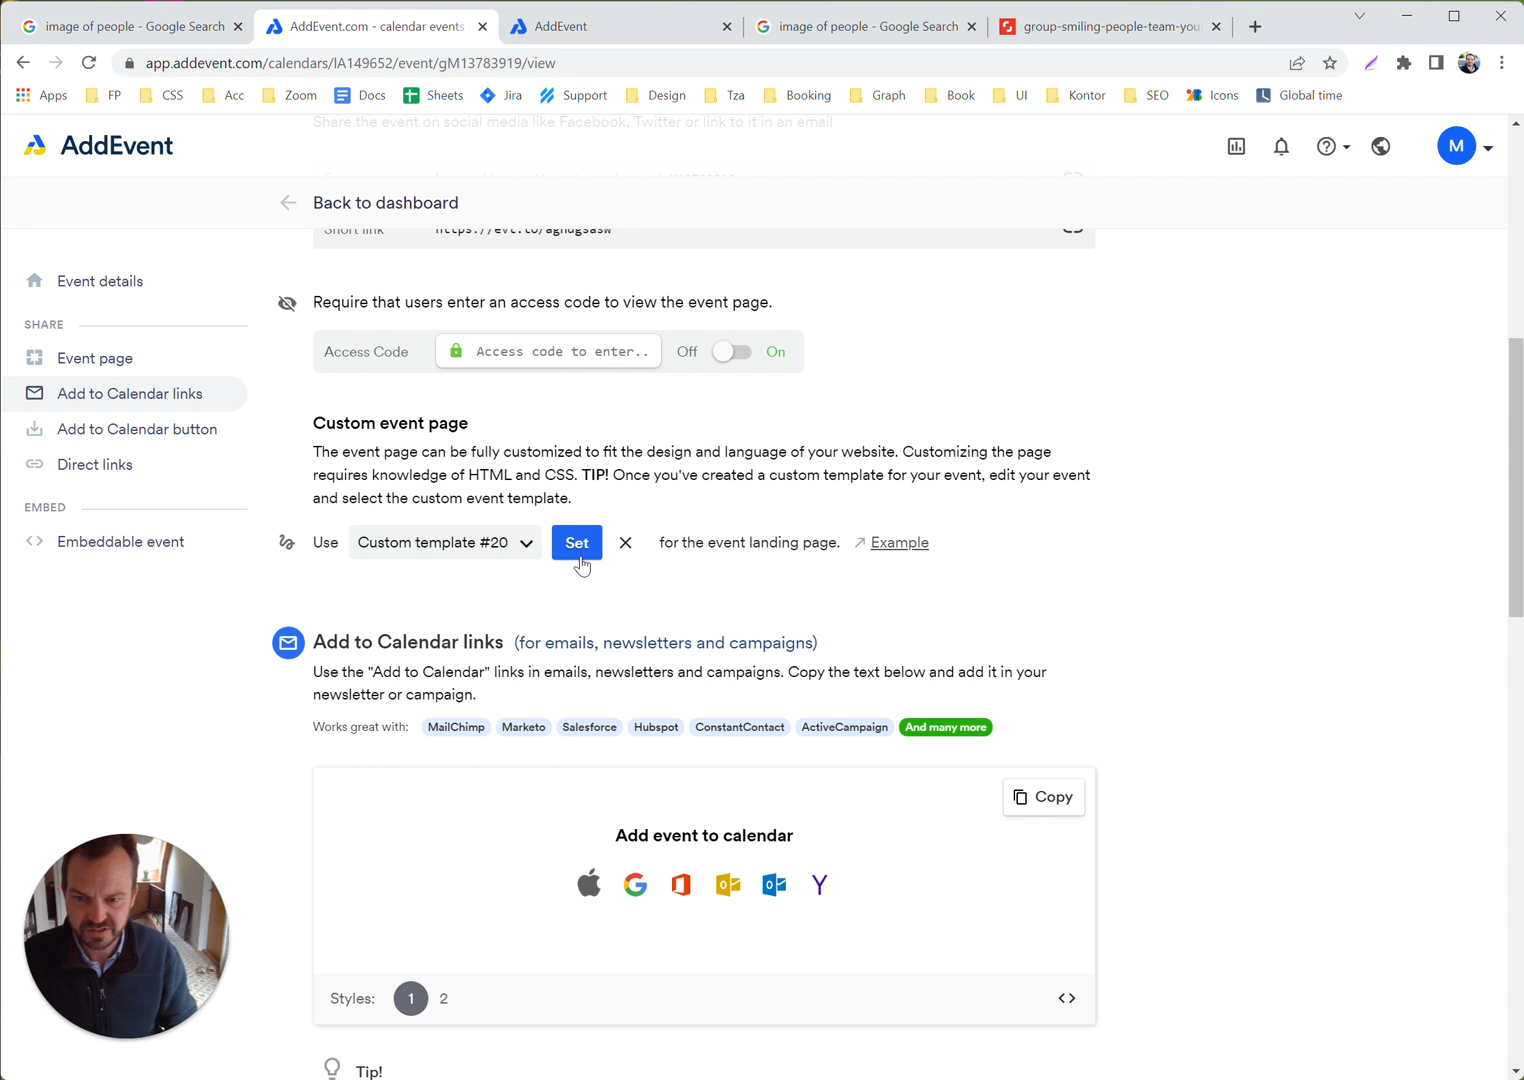 image of people - Google Search
AddEvent.com - calendar events
AddEvent
image of people - Google Search
group-smiling-people-team-you
app.addevent.com/calendars/IA149652/event/gM13783919/view
Apps FP CSS Acc Zoom Docs Sheets Jira Support Design Tza Booking Graph Book UI Kontor SEO Icons Global time
Share the event on social media like Facebook, Twitter or link to it in an email
AddEvent
M
Back to dashboard
Short link https://evt.to/aghdgsasw
Event details
SHARE
Event page
Add to Calendar links
Add to Calendar button
Direct links
EMBED
Embeddable event
Require that users enter an access code to view the event page.
Access Code Access code to enter.. Off On
Custom event page
The event page can be fully customized to fit the design and language of your website. Customizing the page
requires knowledge of HTML and CSS. TIP! Once you've created a custom template for your event, edit your event
and select the custom event template.
Use Custom template #20 Set for the event landing page. Example
Add to Calendar links (for emails, newsletters and campaigns)
Use the "Add to Calendar" links in emails, newsletters and campaigns. Copy the text below and add it in your
newsletter or campaign.
Works great with: MailChimp Marketo Salesforce Hubspot ConstantContact ActiveCampaign And many more
Copy
Add event to calendar
Styles: 1 2
Tip!